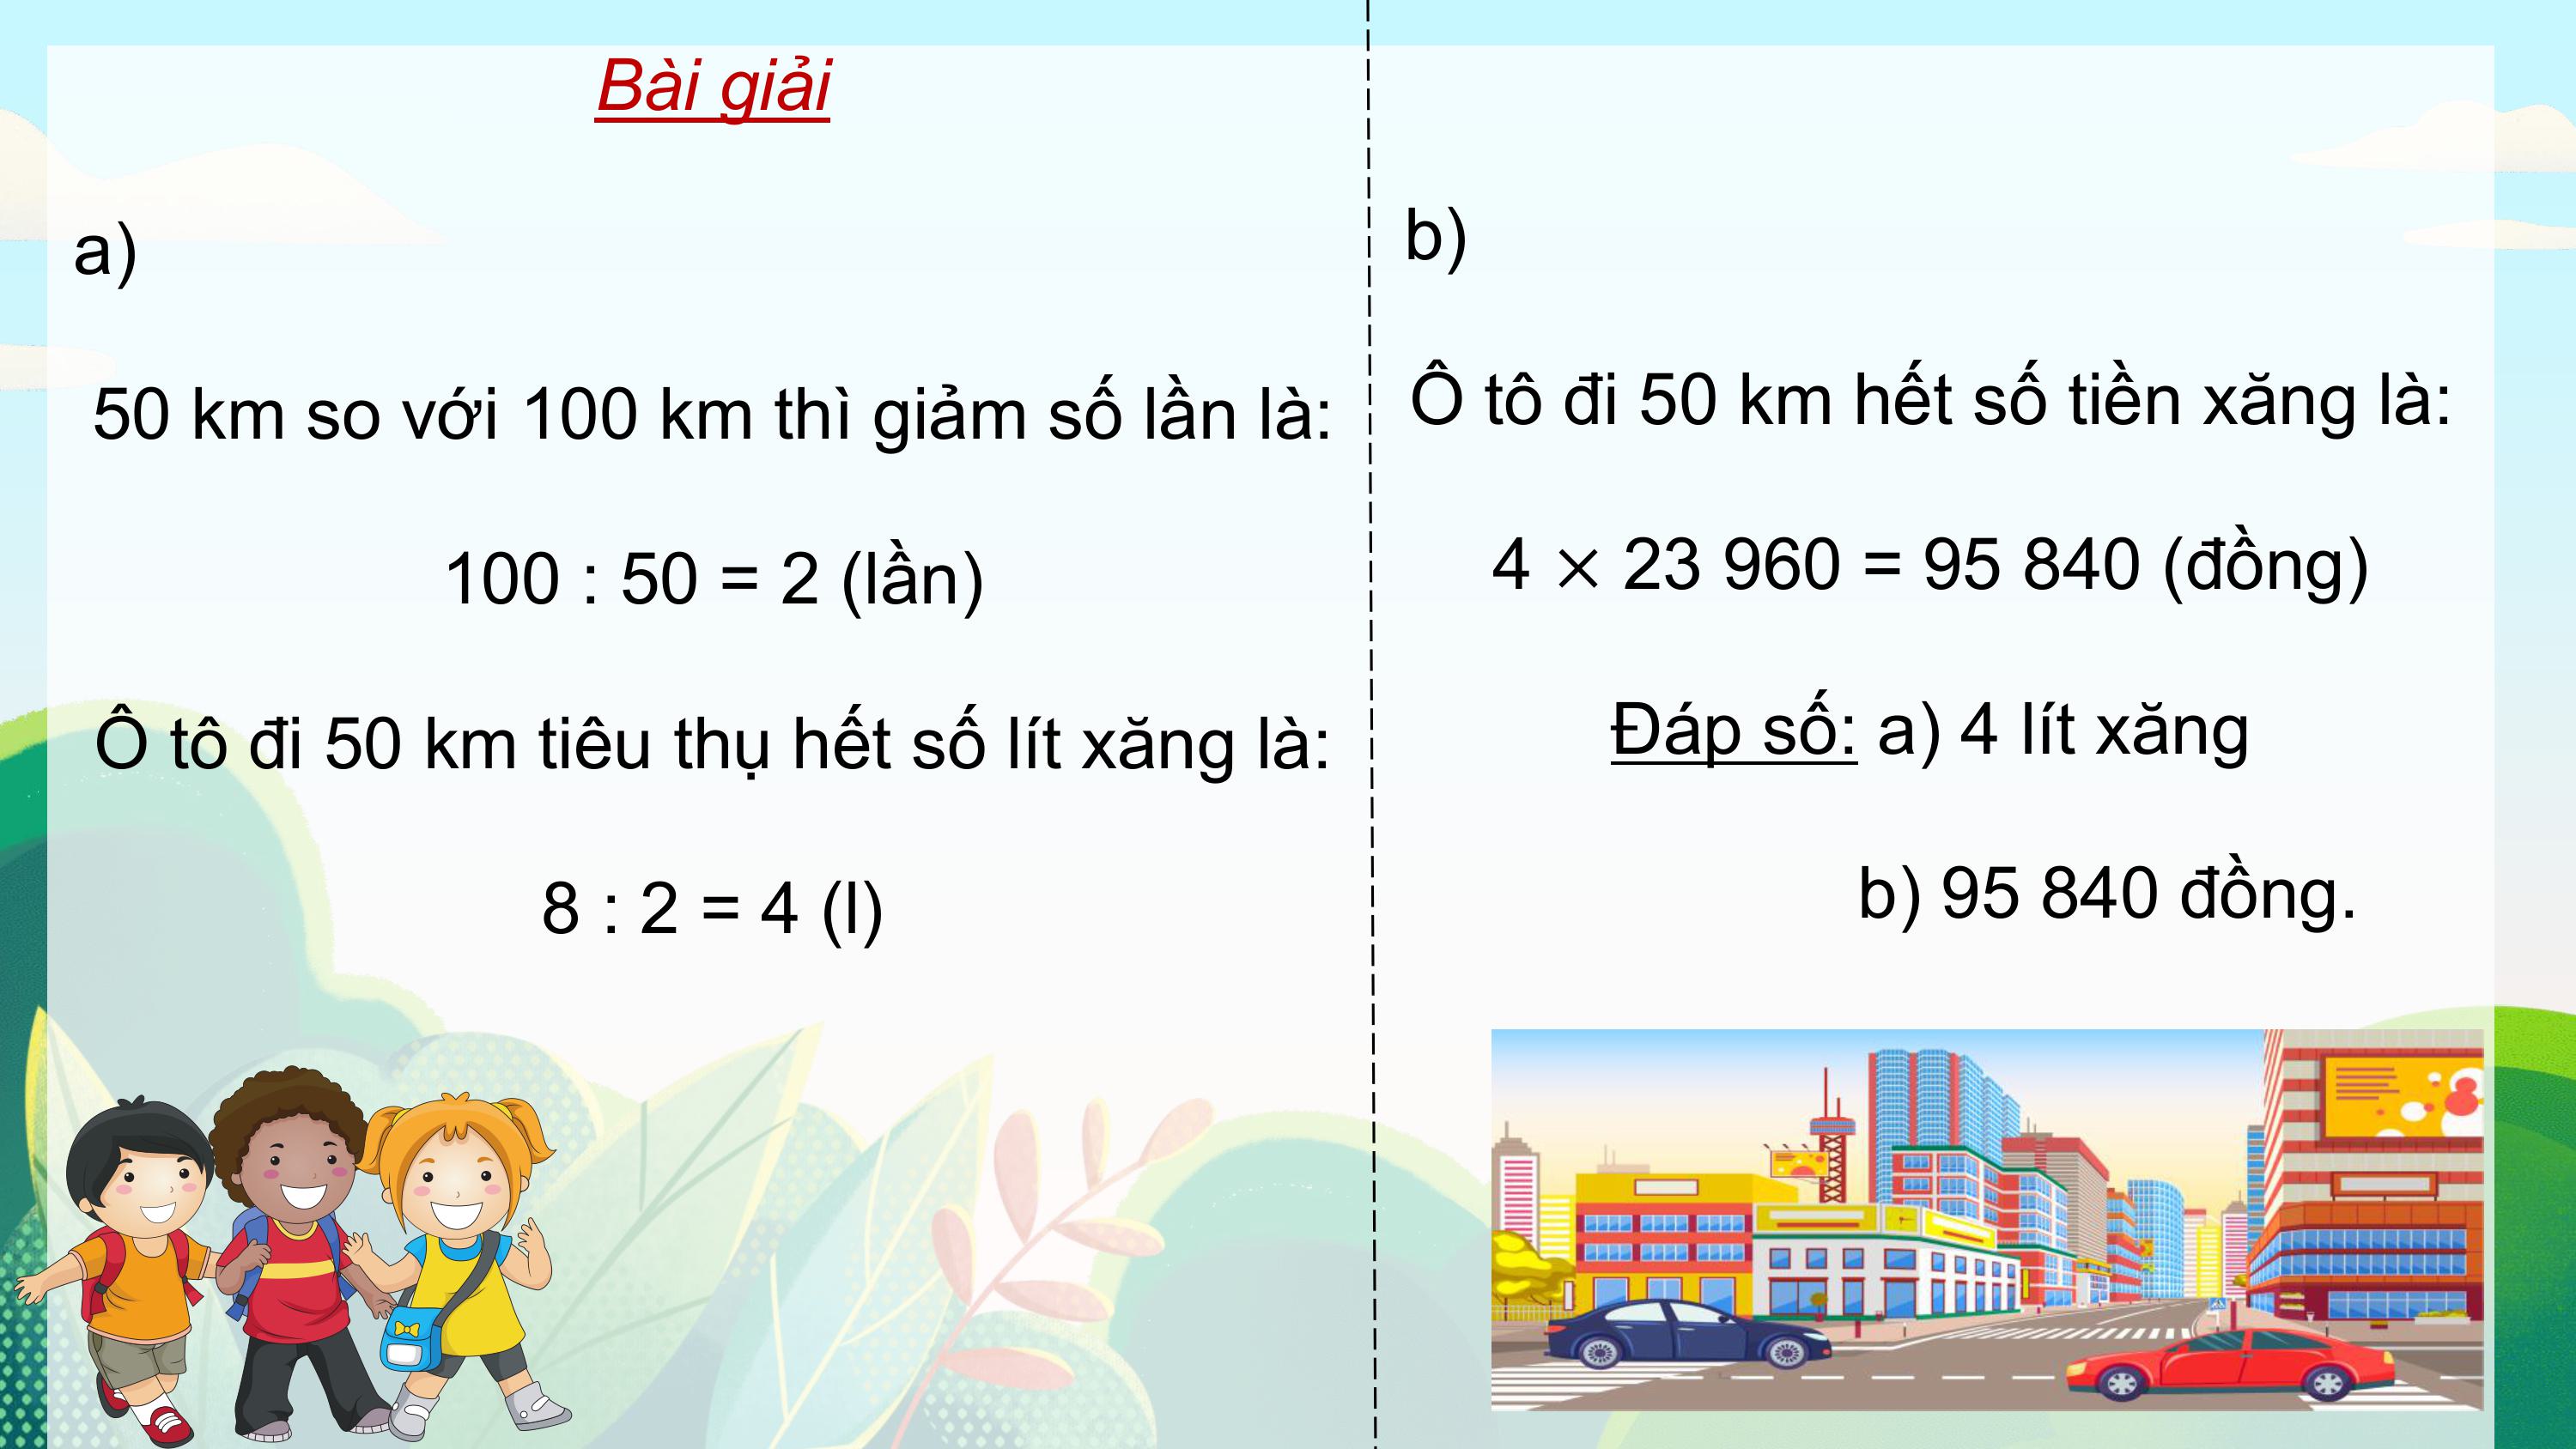 Bài giải
a)
50 km so với 100 km thì giảm số lần là:
100 : 50 = 2 (lần)
Ô tô đi 50 km tiêu thụ hết số lít xăng là:
8 : 2 = 4 (l)
b)
Ô tô đi 50 km hết số tiền xăng là:
4 × 23 960 = 95 840 (đồng)
Đáp số: a) 4 lít xăng
b) 95 840 đồng.